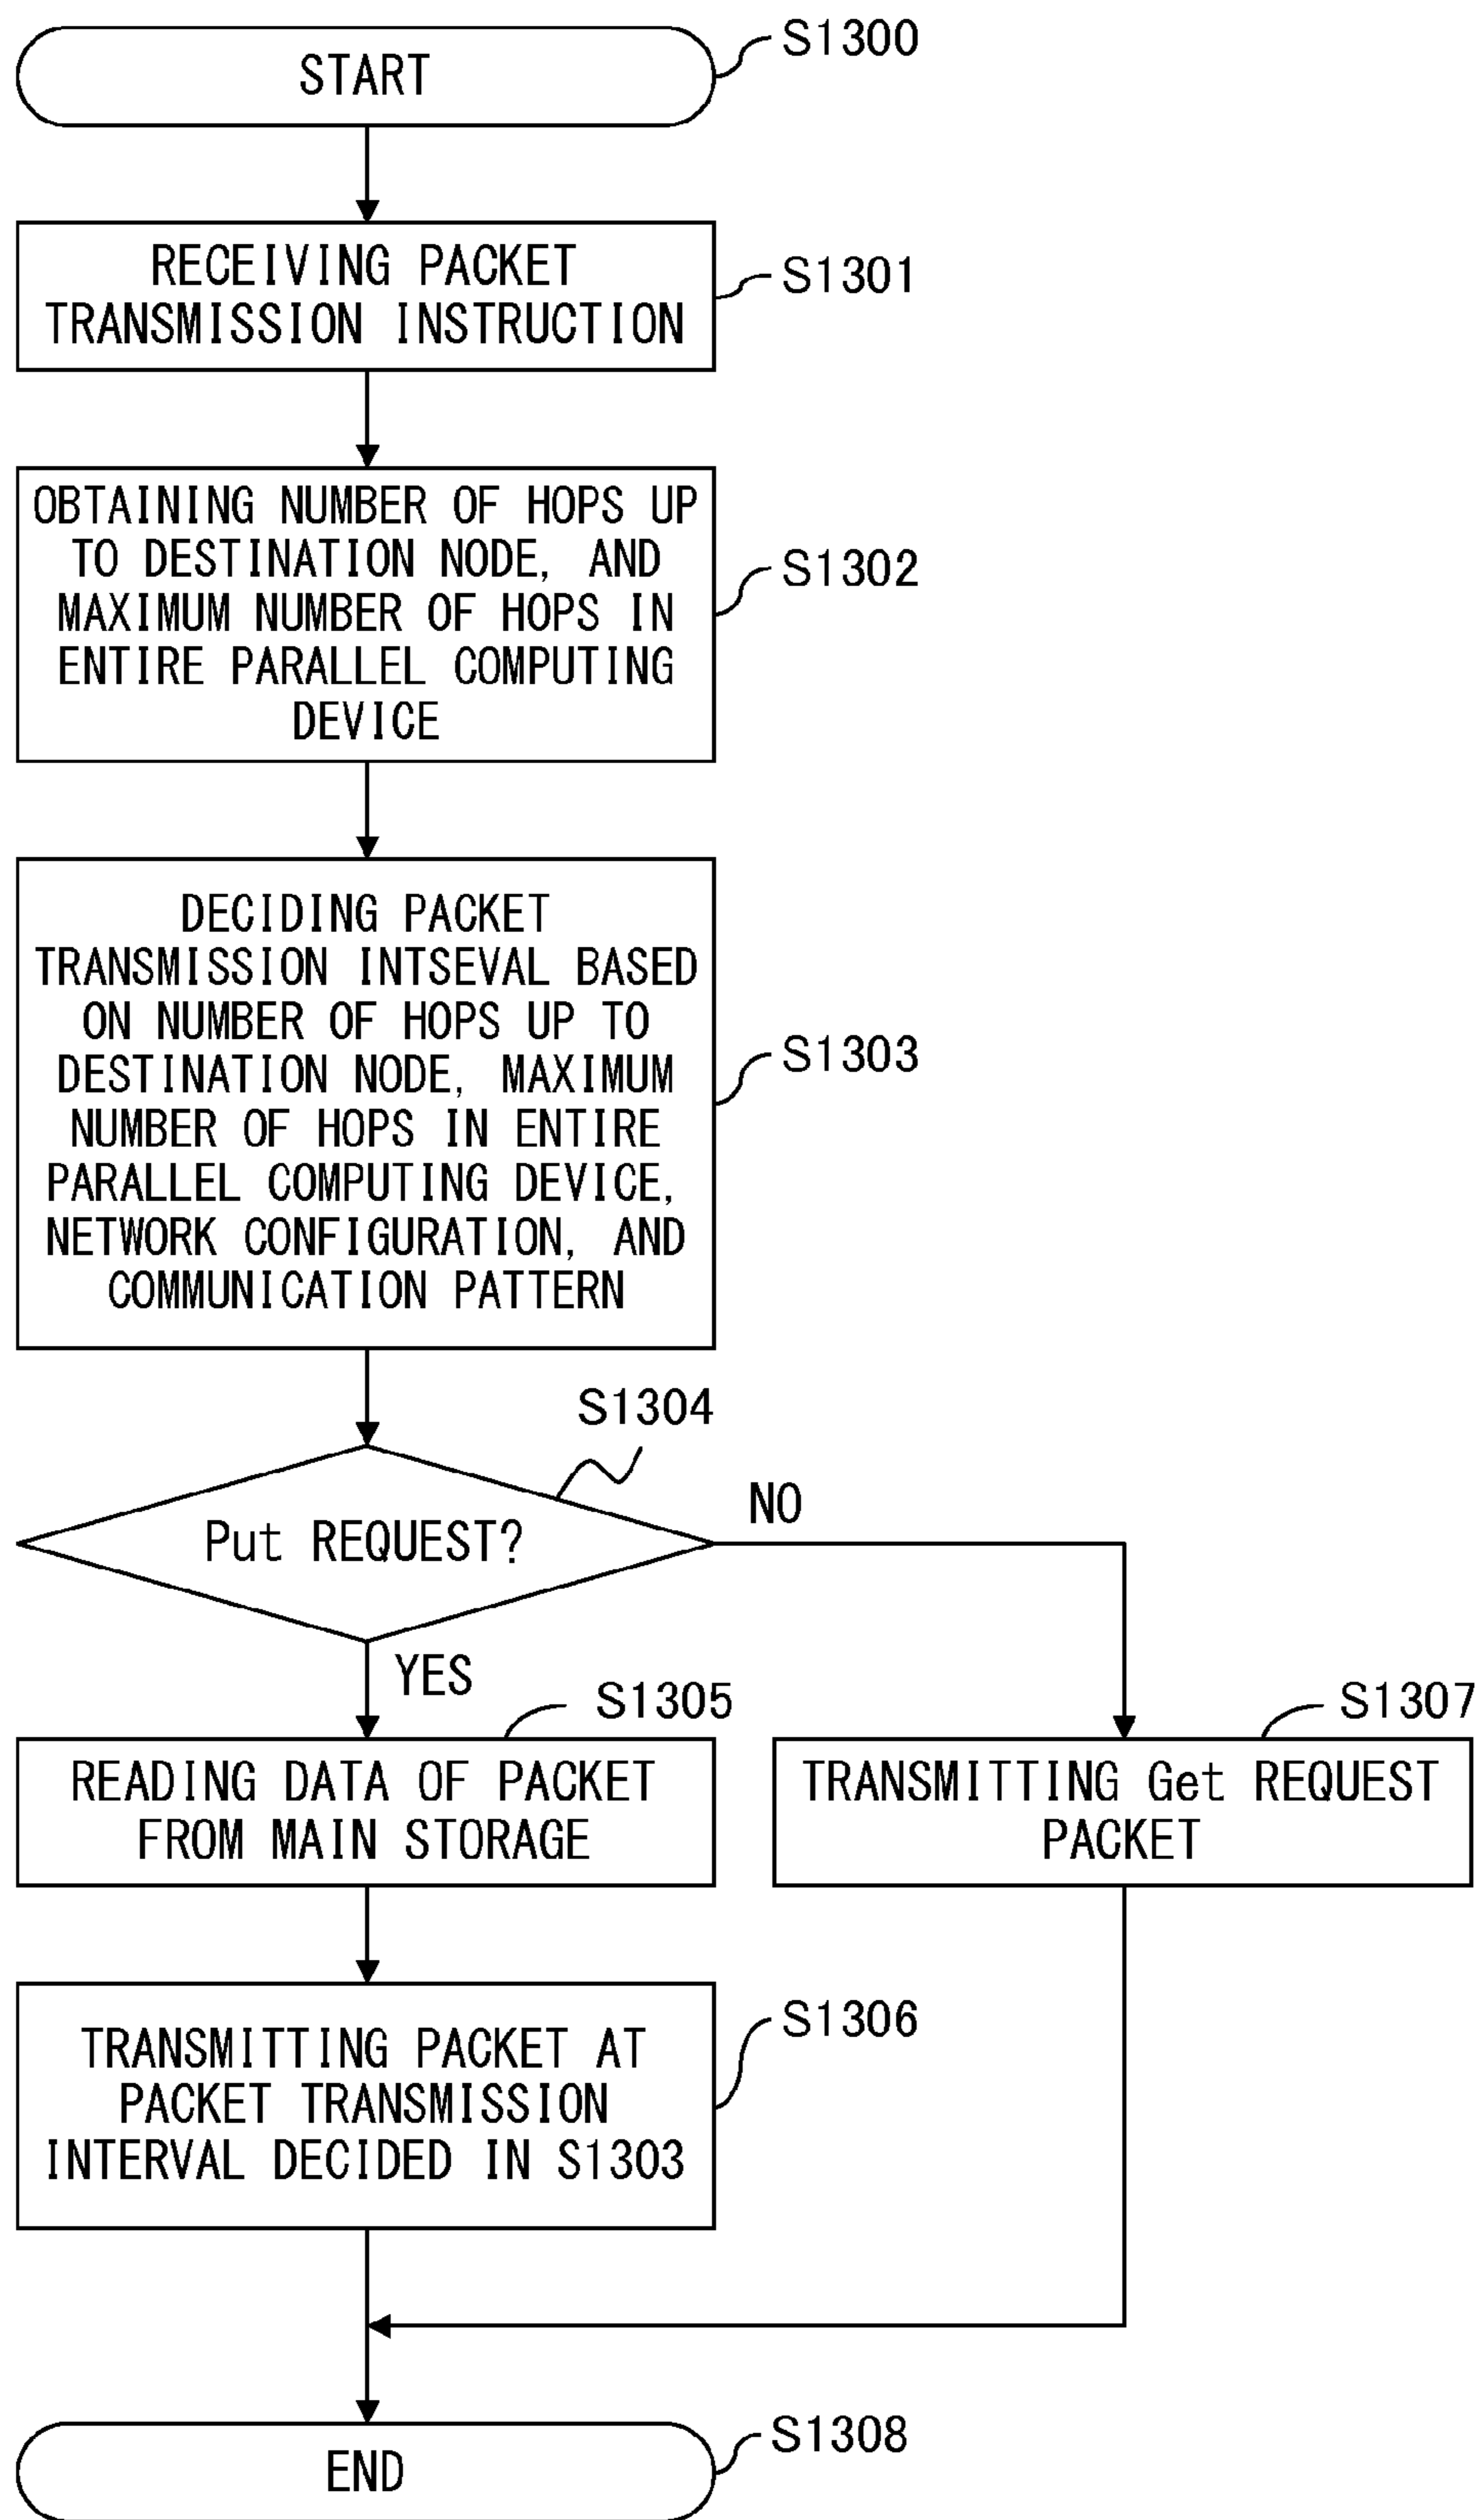 START
S1300
RECEIVING PACKET
TRANSMISSION INSTRUCTION
S1301
OBTAINING NUMBER OF HOPS UP
TO DESTINATION NODE, AND
MAXIMUM NUMBER OF HOPS IN
ENTIRE PARALLEL COMPUTING
DEVICE
S1302
DECIDING PACKET
TRANSMISSION INTSEVAL BASED
ON NUMBER OF HOPS UP TO
DESTINATION NODE, MAXIMUM
NUMBER OF HOPS IN ENTIRE
PARALLEL COMPUTING DEVICE,
NETWORK CONFIGURATION, AND
COMMUNICATION PATTERN
S1303
S1304
Put REQUEST?
NO
YES
S1305
READING DATA OF PACKET
FROM MAIN STORAGE
S1307
TRANSMITTING Get REQUEST
PACKET
TRANSMITTING PACKET AT
PACKET TRANSMISSION
INTERVAL DECIDED IN S1303
S1306
END
S1308